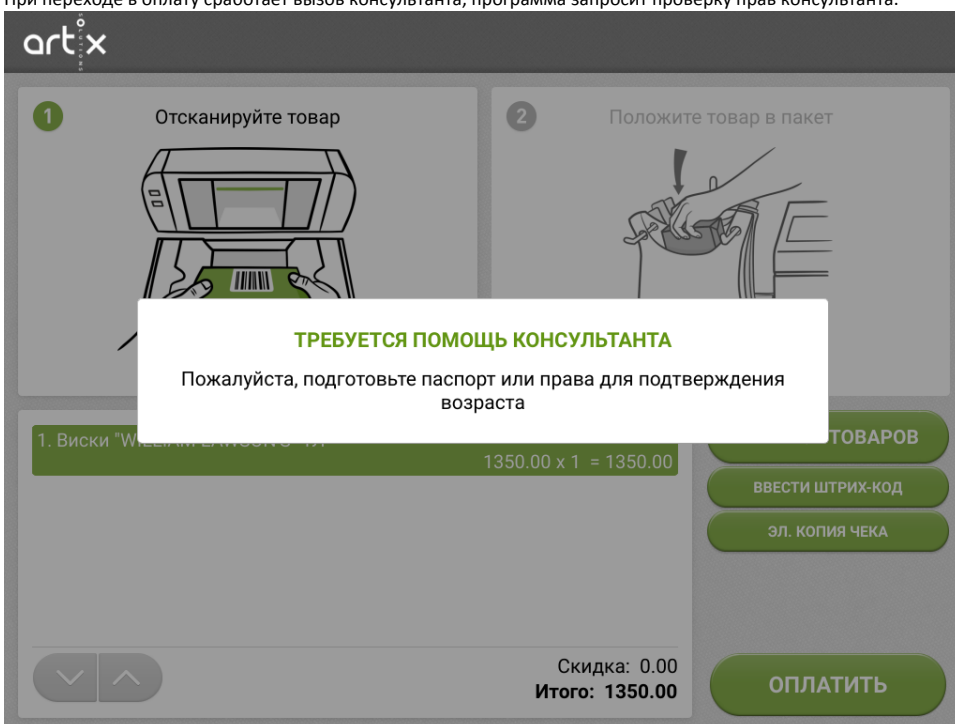 При переходе в оплату сработает вызов консультанта, программа запросит проверку прав консультанта.
artix
SOLUTIONS
1
Отсканируйте товар
2
Положите товар в пакет
ТРЕБУЕТСЯ ПОМОЩЬ КОНСУЛЬТАНТА
Пожалуйста, подготовьте паспорт или права для подтверждения
возраста
1. Виски
1350.00 x 1 = 1350.00
ТОВАРОВ
ВВЕСТИ ШТРИХ-КОД
ЭЛ. КОПИЯ ЧЕКА
Скидка: 0.00
Итого: 1350.00
ОПЛАТИТЬ